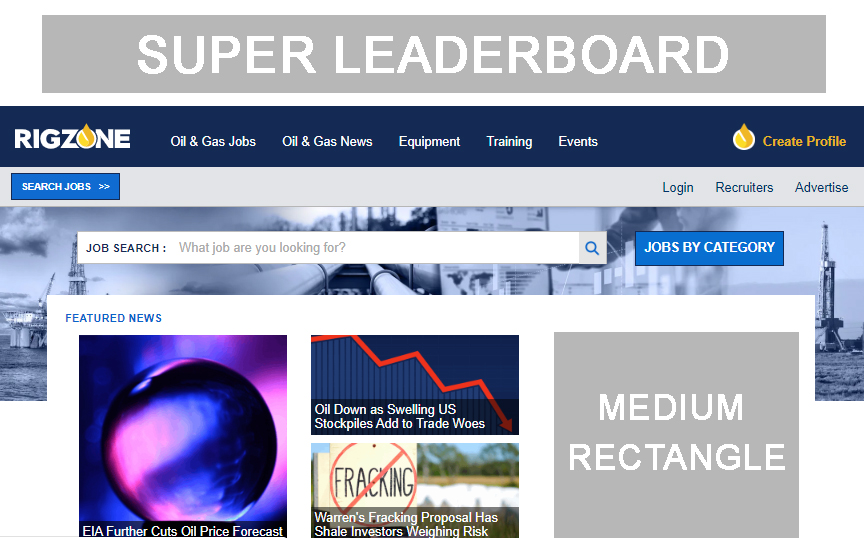 SUPER LEADERBOARD
RIGZONE
Oil & Gas Jobs
Oil & Gas News
Equipment
Training
Events
Create Profile
SEARCH JOBS >>
Login
Recruiters
Advertise
JOB SEARCH :
What job are you looking for?
JOBS BY CATEGORY
FEATURED NEWS
EIA Further Cuts Oil Price Forecast
Oil Down as Swelling US
Stockpiles Add to Trade Woes
FRACKING
Warren's Fracking Proposal Has
Shale Investors Weighing Risk
MEDIUM
RECTANGLE